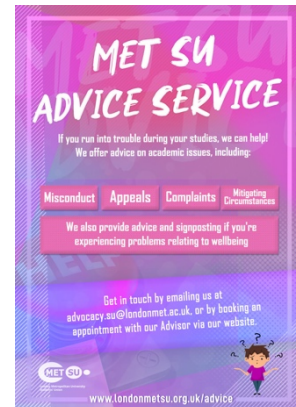 MET SU
ADVICE SERVICE
If you run into trouble during your studies, we can help!
We offer advice on academic issues, including:
Misconduct
Appeals
Complaints
Mitigating
Circumstances
We also provide advice and signposting if you're
experiencing problems relating to wellbeing
Get in touch by emailing us at
advocacy.su@londonmet.ac.uk, or by booking an
appointment with our Advisor via our website.
MET SU
www.londonmetsu.org.uk/advice